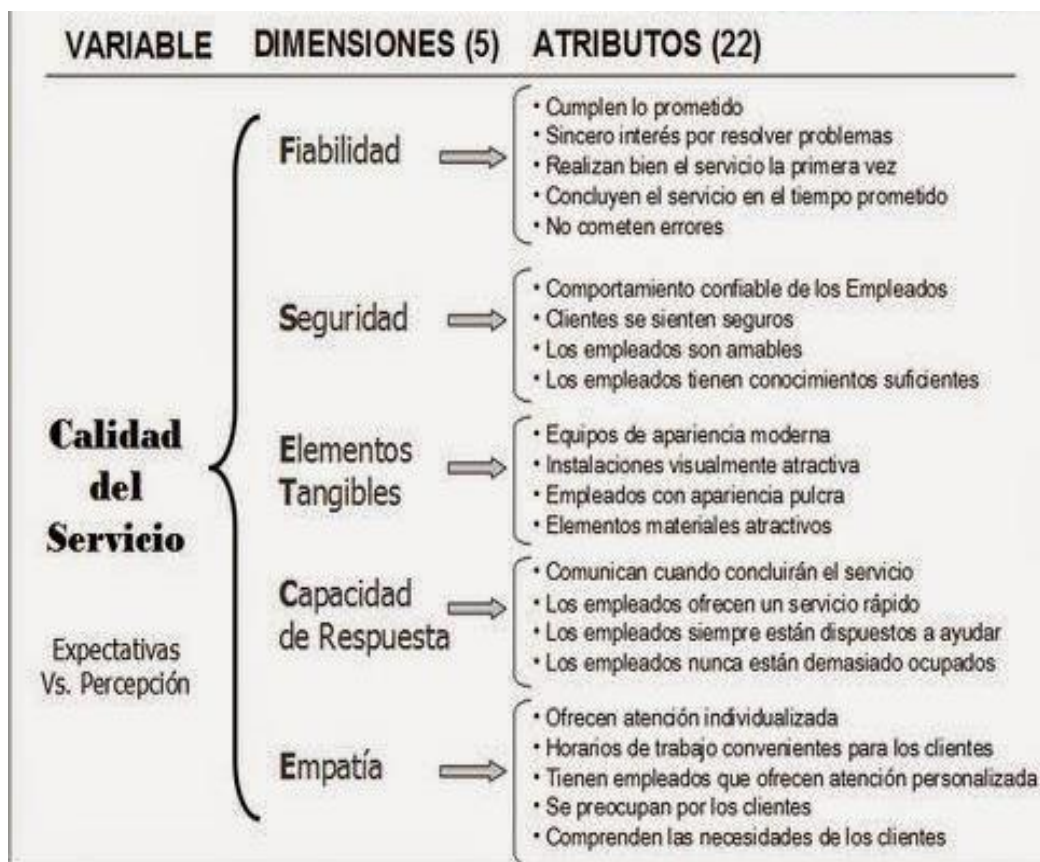 VARIABLE DIMENSIONES (5) ATRIBUTOS (22)
Calidad
del
Servicio
Expectativas
Vs. Percepción
Fiabilidad
• Cumplen lo prometido
• Sincero interés por resolver problemas
• Realizan bien el servicio la primera vez
• Concluyen el servicio en el tiempo prometido
• No cometen errores
Seguridad
• Comportamiento confiable de los Empleados
• Clientes se sienten seguros
• Los empleados son amables
• Los empleados tienen conocimientos suficientes
Elementos
Tangibles
• Equipos de apariencia moderna
• Instalaciones visualmente atractiva
• Empleados con apariencia pulcra
• Elementos materiales atractivos
Capacidad
de Respuesta
• Comunican cuando concluirán el servicio
• Los empleados ofrecen un servicio rápido
• Los empleados siempre están dispuestos a ayudar
• Los empleados nunca están demasiado ocupados
Empatía
• Ofrecen atención individualizada
• Horarios de trabajo convenientes para los clientes
• Tienen empleados que ofrecen atención personalizada
• Se preocupan por los clientes
• Comprenden las necesidades de los clientes